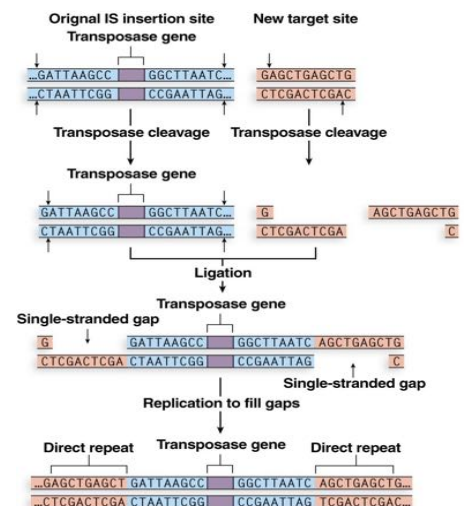 Orignal IS insertion site
New target site
Transposase gene
...GATTAAGCC GGCTTAATC... GAGCTGAGCTG
...CTAATTCGG CCGAATTAG... CTCGACTCGAC
Transposase cleavage Transposase cleavage
Transposase gene
GATTAAGCC GGCTTAATC... G AGCTGAGCTG
CTAATTCGG CCGAATTAG... CTCGACTCGA C
Ligation
Transposase gene
Single-stranded gap
G GATTAAGCC GGCTTAATC AGCTGAGCTG
CTCGACTCGA CTAATTCGG CCGAATTAG C
Single-stranded gap
Replication to fill gaps
Direct repeat Transposase gene Direct repeat
...GAGCTGAGCT GATTAAGCC GGCTTAATC AGCTGAGCTG...
...CTCGACTCGA CTAATTCGG CCGAATTAG TCGACTCGAC...